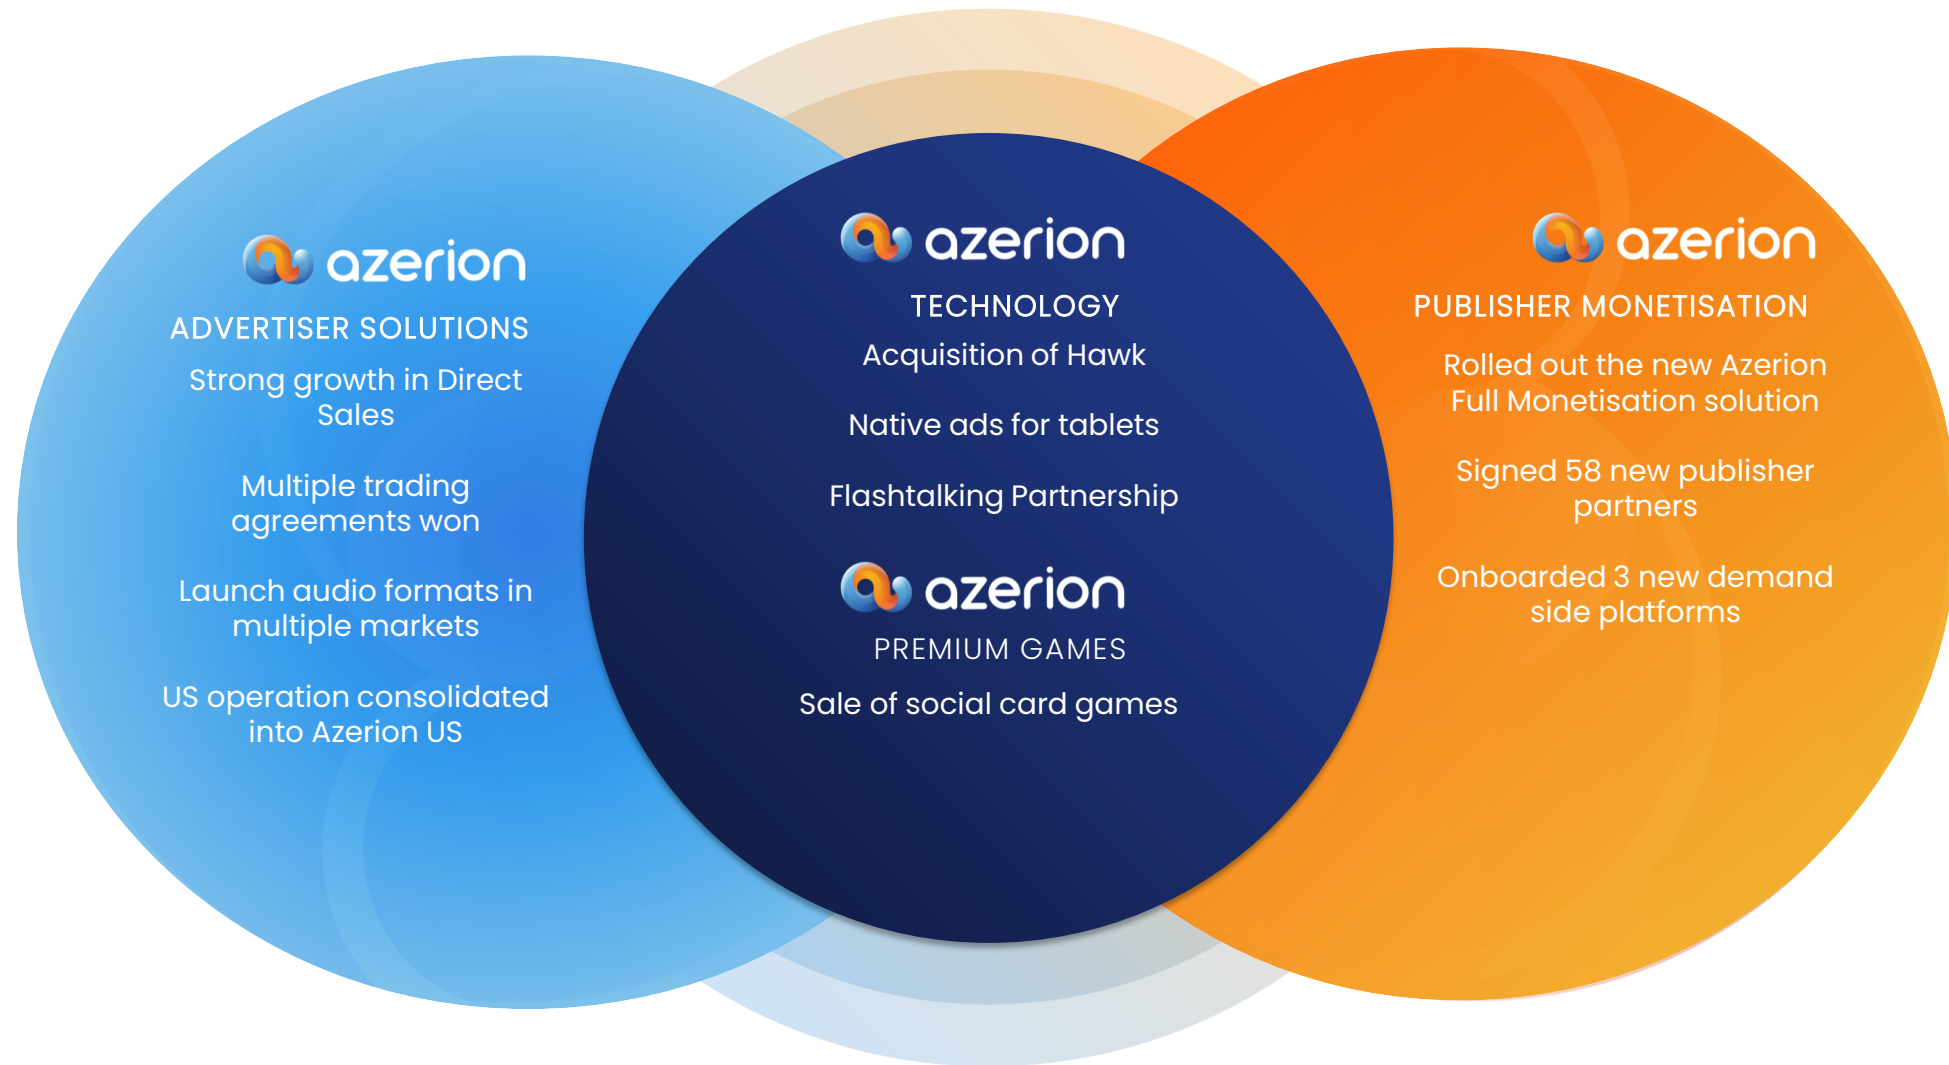 azerion
ADVERTISER SOLUTIONS
Strong growth in Direct
Sales
Multiple trading
agreements won
Launch audio formats in
multiple markets
US operation consolidated
into Azerion US
azerion
TECHNOLOGY
Acquisition of Hawk
Native ads for tablets
Flashtalking Partnership
azerion
PREMIUM GAMES
Sale of social card games
azerion
PUBLISHER MONETISATION
Rolled out the new Azerion
Full Monetisation solution
Signed 58 new publisher
partners
Onboarded 3 new demand
side platforms